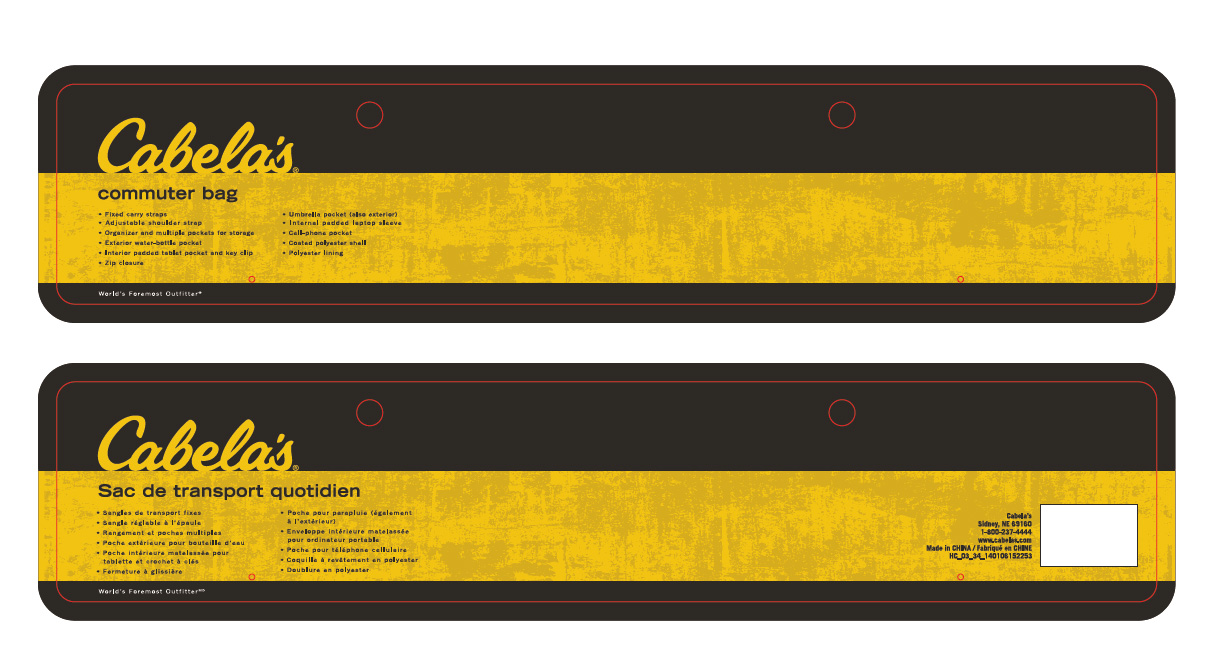 Cabela's®
commuter bag
• Fixed carry straps
• Adjustable shoulder strap
• Organizer and multiple pockets for storage
• Exterior water-bottle pocket
• Interior padded tablet pocket and key clip
• Zip closure
• Umbrella pocket (also exterior)
• Internal padded laptop sleeve
• Cell-phone pocket
• Coated polyester shell
• Polyester lining
World's Foremost Outfitter®
Cabela's®
Sac de transport quotidien
• Sangles de transport fixes
• Sangle réglable à l'épaule
• Rangement et poches multiples
• Poche extérieure pour bouteille d'eau
• Poche intérieure matelassée pour
tablette et crochet à clés
• Fermeture à glissière
• Poche pour parapluie (également
à l'extérieur)
• Enveloppe intérieure matelassée
pour ordinateur portable
• Poche pour téléphone cellulaire
• Coquille à revêtement en polyester
• Doublure en polyester
Cabela's
Sidney, NE 69160
1-800-237-4444
www.cabelas.com
Made in CHINA / Fabriqué en CHINE
HC_D3_34_140106152253
World's Foremost Outfitter